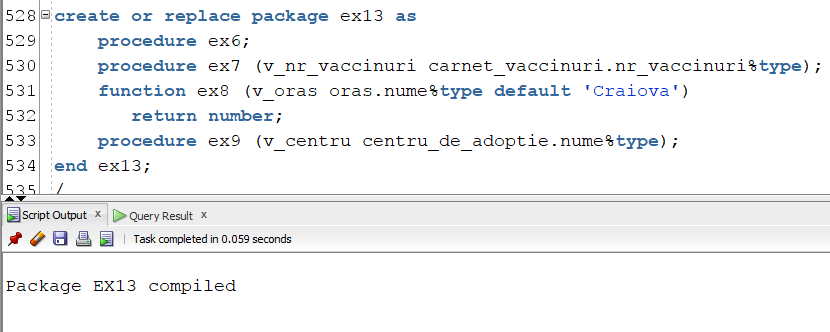 528 create or replace package ex13 as
529 procedure ex6;
530 procedure ex7 (v_nr_vaccinuri carnet_vaccinuri.nr_vaccinuri%type);
531 function ex8 (v_oras oras.nume%type default 'Craiova')
532 return number;
533 procedure ex9 (v_centru centru_de_adoptie.nume%type);
534 end ex13;
535 /
Script Output x Query Result x
Task completed in 0.059 seconds
Package EX13 compiled